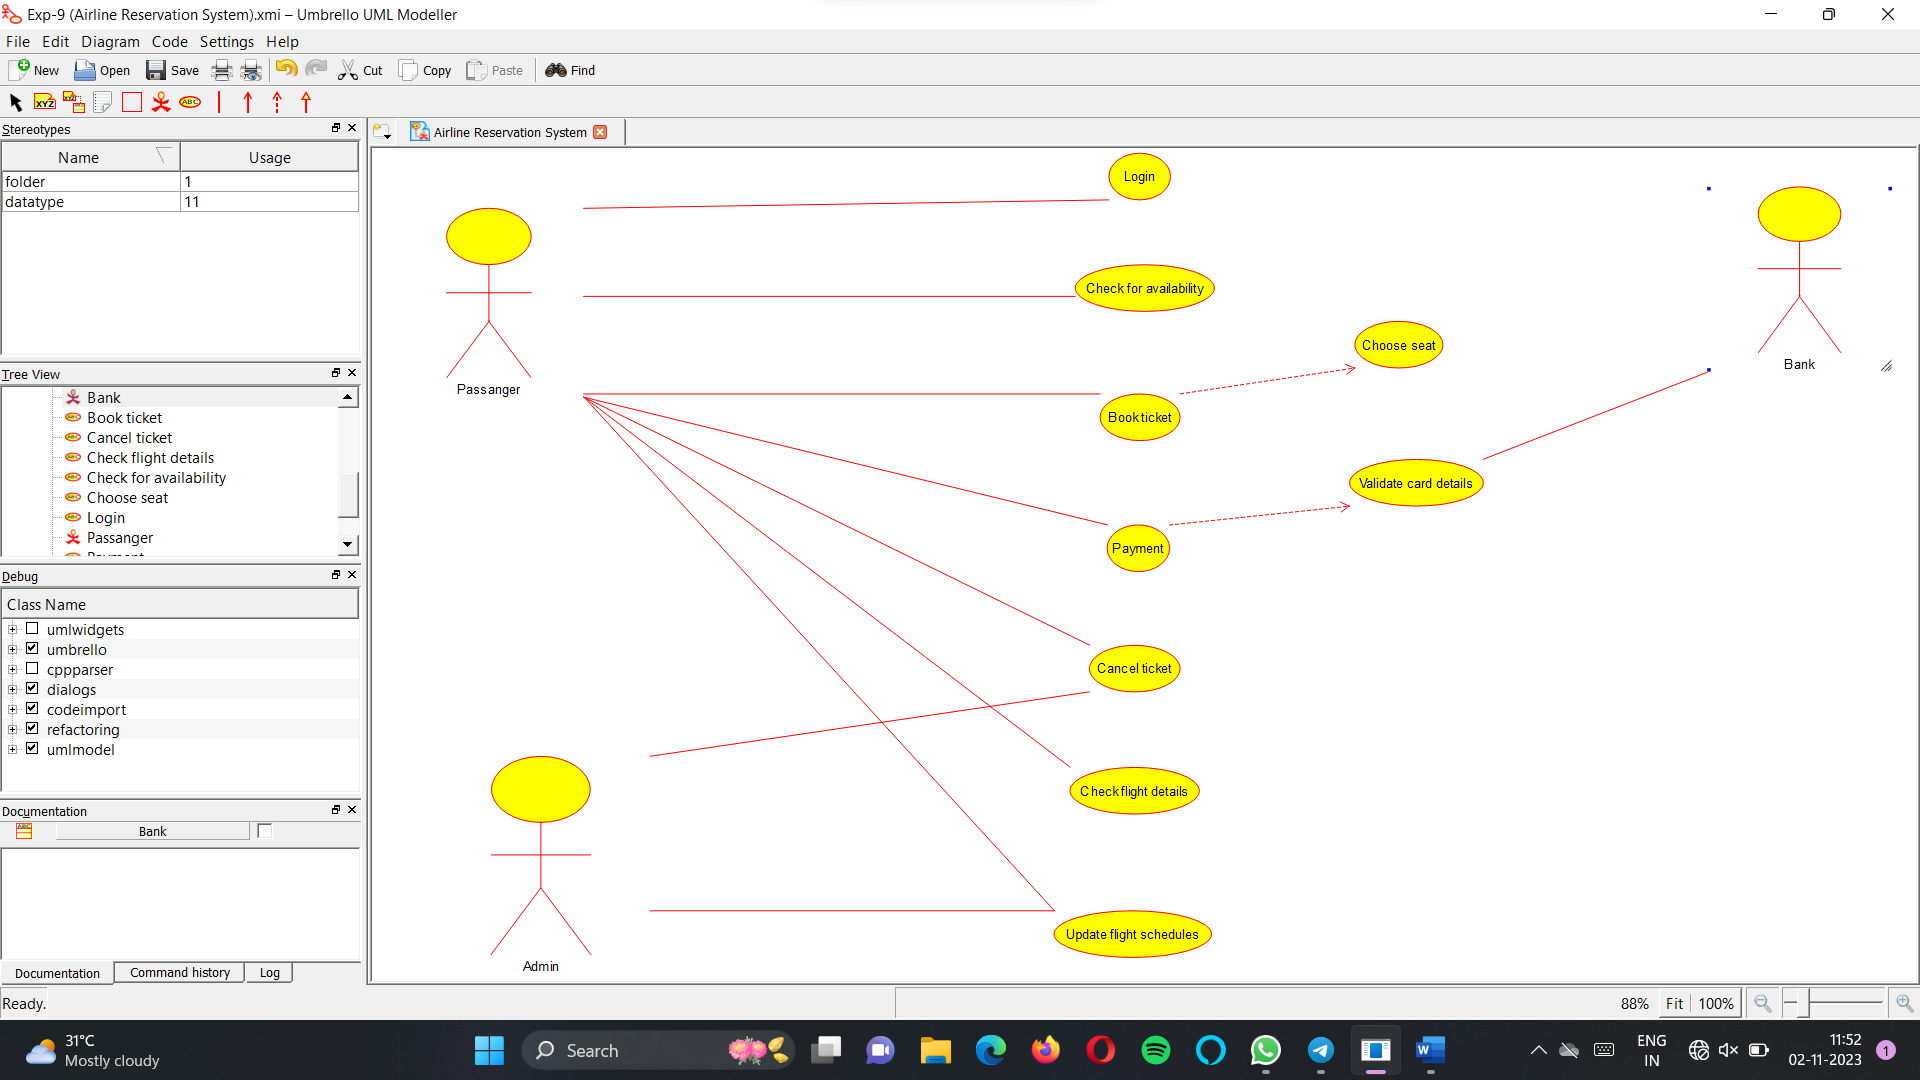 Exp-9 (Airline Reservation System).xmi – Umbrello UML Modeller
File Edit Diagram Code Settings Help
New Open Save Cut Copy Paste Find
XYZ XYZ ABC
Stereotypes
Name Usage
folder 1
datatype 11
Tree View
Bank
Book ticket
Cancel ticket
Check flight details
Check for availability
Choose seat
Login
Passanger
Payment
Debug
Class Name
umlwidgets
umbrello
cppparser
dialogs
codeimport
refactoring
umlmodel
Documentation
Bank
Documentation Command history Log
Ready.
Airline Reservation System
Login
Check for availability
Choose seat
Bank
Passanger
Book ticket
Validate card details
Payment
Cancel ticket
Check flight details
Update flight schedules
Admin
88% Fit 100%
31°C
Mostly cloudy
Search
ENG
IN
11:52
02-11-2023
1